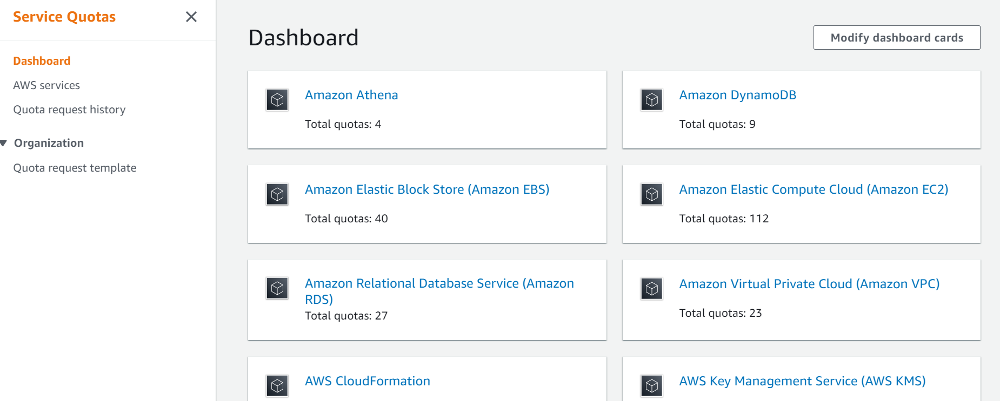 Service Quotas
Dashboard
AWS services
Quota request history
Organization
Quota request template
Dashboard
Modify dashboard cards
Amazon Athena
Total quotas: 4
Amazon DynamoDB
Total quotas: 9
Amazon Elastic Block Store (Amazon EBS)
Total quotas: 40
Amazon Elastic Compute Cloud (Amazon EC2)
Total quotas: 112
Amazon Relational Database Service (Amazon
RDS)
Total quotas: 27
Amazon Virtual Private Cloud (Amazon VPC)
Total quotas: 23
AWS CloudFormation
AWS Key Management Service (AWS KMS)